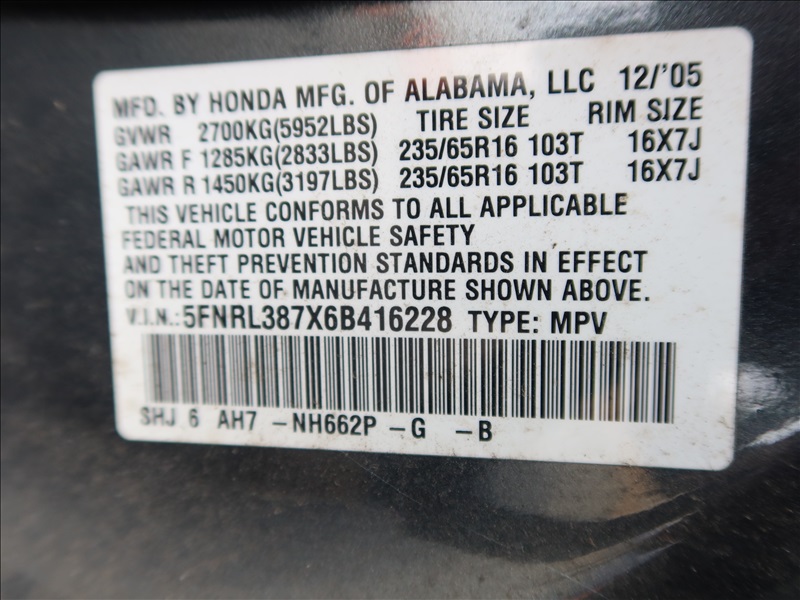 MFD. BY HONDA MFG. OF ALABAMA, LLC 12/'05
GVWR 2700KG(5952LBS) TIRE SIZE RIM SIZE
GAWR F 1285KG(2833LBS) 235/65R16 103T 16X7J
GAWR R 1450KG(3197LBS) 235/65R16 103T 16X7J
THIS VEHICLE CONFORMS TO ALL APPLICABLE
FEDERAL MOTOR VEHICLE SAFETY
AND THEFT PREVENTION STANDARDS IN EFFECT
ON THE DATE OF MANUFACTURE SHOWN ABOVE.
V.I.N.:5FNRL387X6B416228 TYPE: MPV
SHJ 6 AH7 -NH662P -G -B